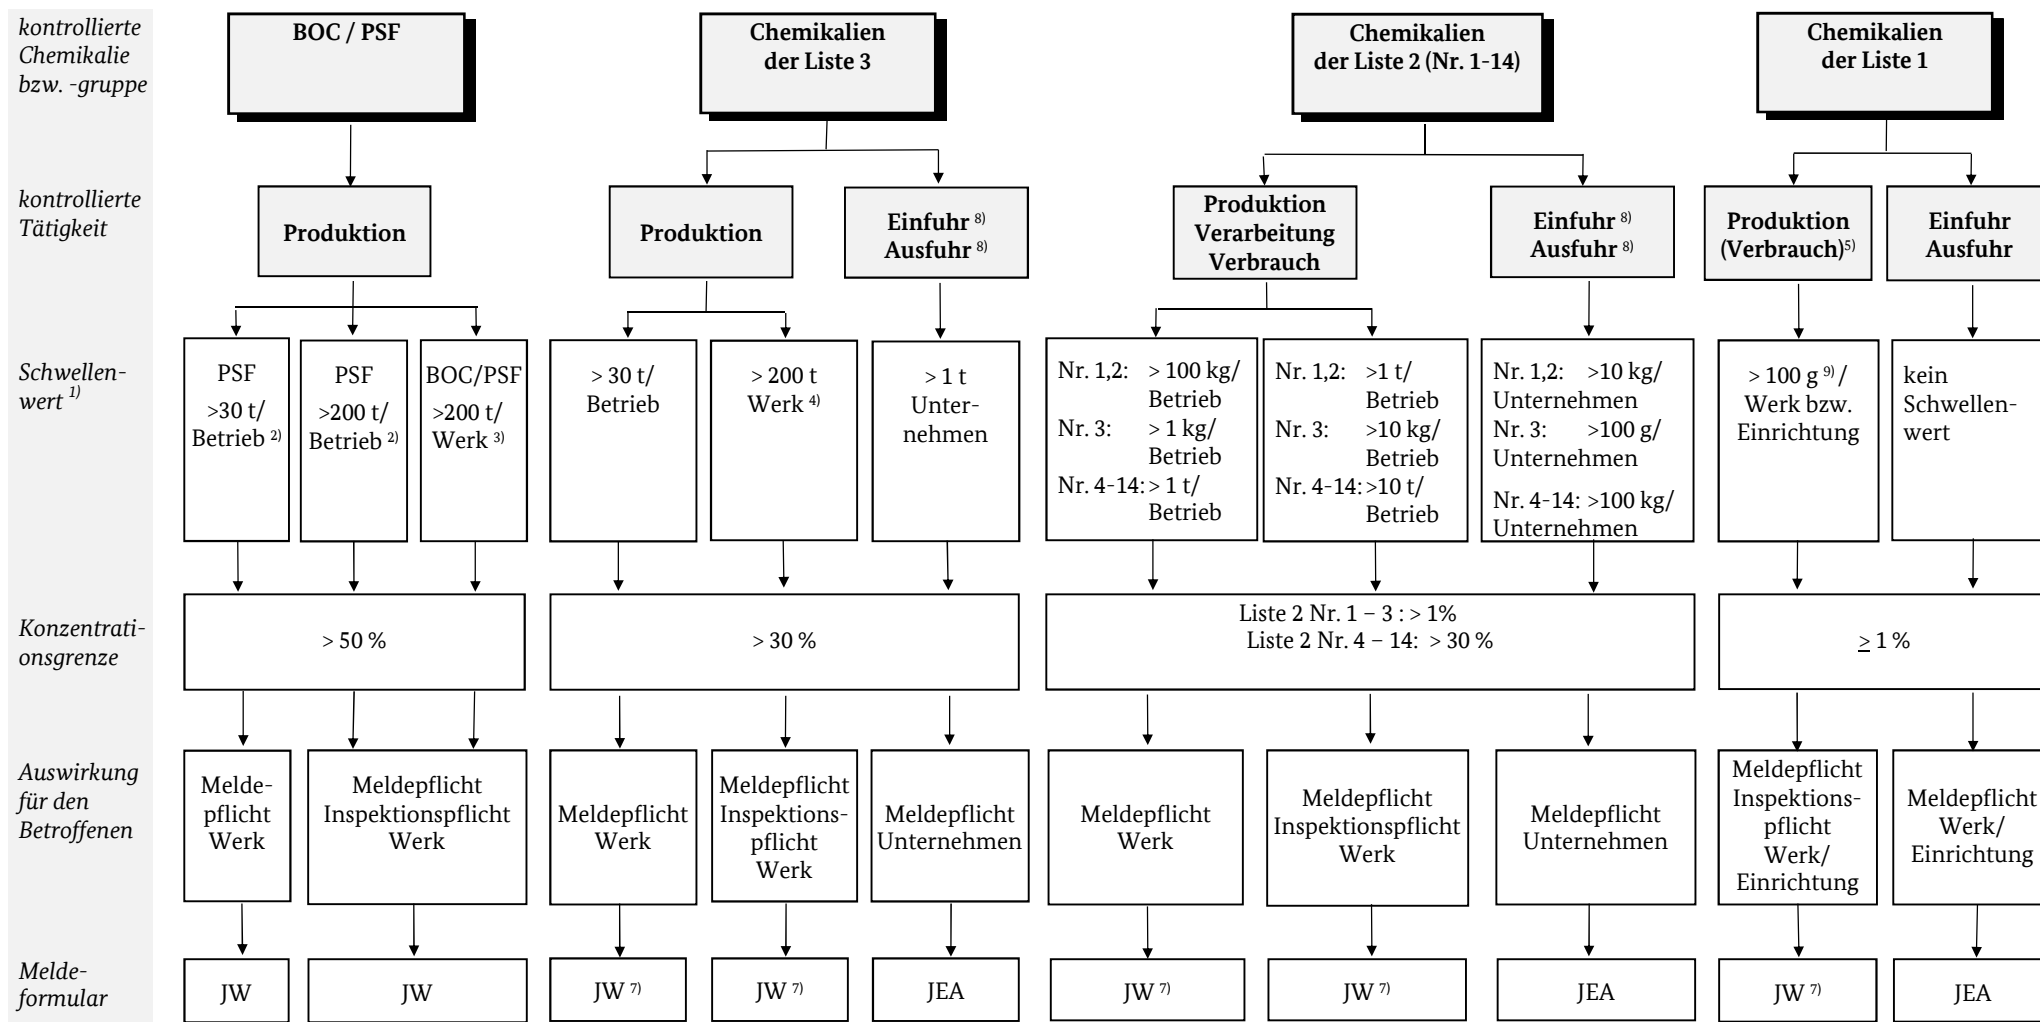 kontrollierte
Chemikalie
bzw. -gruppe
BOC / PSF
Chemikalien
der Liste 3
Chemikalien
der Liste 2 (Nr. 1-14)
Chemikalien
der Liste 1
kontrollierte
Tätigkeit
Produktion
Produktion
Einfuhr 8)
Ausfuhr 8)
Produktion
Verarbeitung
Verbrauch
Einfuhr 8)
Ausfuhr 8)
Produktion
(Verbrauch)5)
Einfuhr
Ausfuhr
Schwellen-
wert 1)
PSF
>30 t/
Betrieb 2)
PSF
>200 t/
Betrieb 2)
BOC/PSF
>200 t/
Werk 3)
> 30 t/
Betrieb
> 200 t
Werk 4)
> 1 t
Unter-
nehmen
Nr. 1,2: > 100 kg/
Betrieb
Nr. 3: > 1 kg/
Betrieb
Nr. 4-14: > 1 t/
Betrieb
Nr. 1,2: >1 t/
Betrieb
Nr. 3: >10 kg/
Betrieb
Nr. 4-14: >10 t/
Betrieb
Nr. 1,2: >10 kg/
Unternehmen
Nr. 3: >100 g/
Unternehmen
Nr. 4-14: >100 kg/
Unternehmen
> 100 g 9) /
Werk bzw.
Einrichtung
kein
Schwellen-
wert
Konzentrati-
onsgrenze
> 50 %
> 30 %
Liste 2 Nr. 1 – 3 : > 1%
Liste 2 Nr. 4 – 14: > 30 %
≥ 1 %
Auswirkung
für den
Betroffenen
Melde-
pflicht
Werk
Meldepflicht
Inspektionspflicht
Werk
Meldepflicht
Werk
Meldepflicht
Inspektions-
pflicht
Werk
Meldepflicht
Unternehmen
Meldepflicht
Werk
Meldepflicht
Inspektionspflicht
Werk
Meldepflicht
Unternehmen
Meldepflicht
Inspektions-
pflicht
Werk/
Einrichtung
Meldepflicht
Werk/
Einrichtung
Melde-
formular
JW
JW
JW 7)
JW 7)
JEA
JW 7)
JW 7)
JEA
JW 7)
JEA